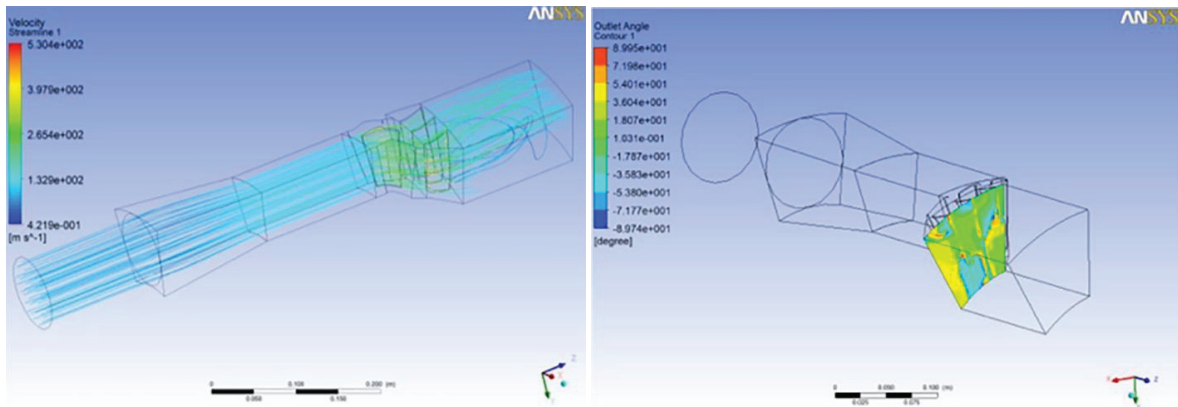 ANSYS
Velocity
Streamline 1
5.304e+002
3.979e+002
2.654e+002
1.329e+002
4.219e-001
[m s^-1]
0 0.100 0.200 (m)
0.050 0.150
Z
X
Y
ANSYS
Outlet Angle
Contour 1
8.995e+001
7.198e+001
5.401e+001
3.604e+001
1.807e+001
1.031e-001
-1.787e+001
-3.583e+001
-5.380e+001
-7.177e+001
-8.974e+001
[degree]
0 0.050 0.100 (m)
0.025 0.075
X Z